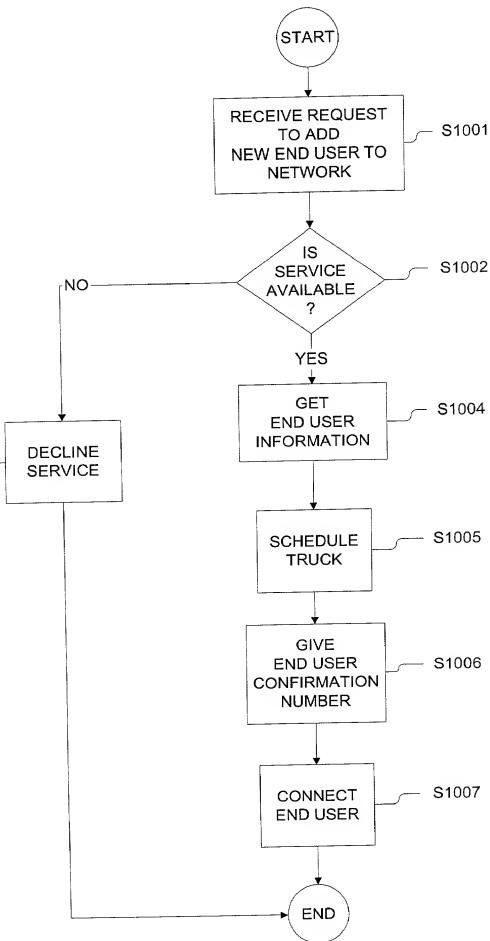 START
RECEIVE REQUEST
TO ADD
NEW END USER TO
NETWORK
S1001
IS
SERVICE
AVAILABLE
?
S1002
NO
YES
GET
END USER
INFORMATION
S1004
DECLINE
SERVICE
SCHEDULE
TRUCK
S1005
GIVE
END USER
CONFIRMATION
NUMBER
S1006
CONNECT
END USER
S1007
END